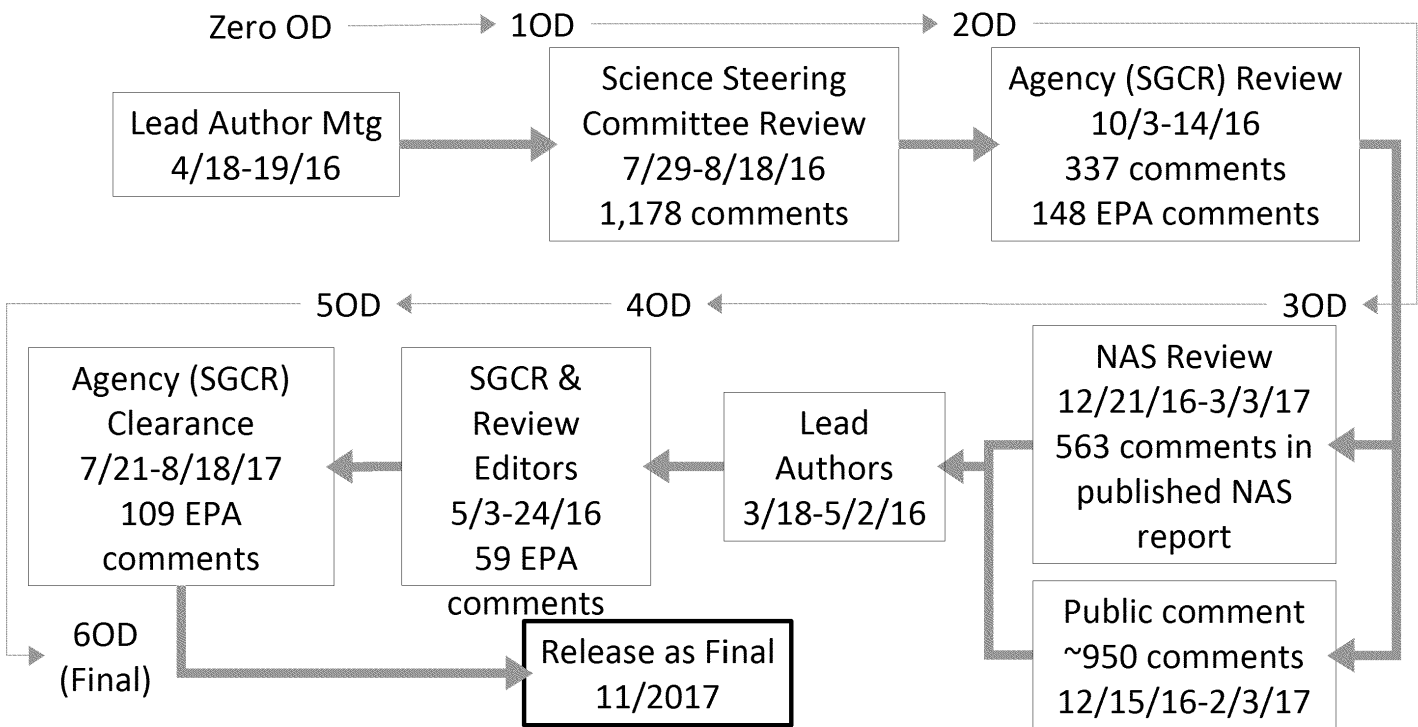 Zero OD
1OD
2OD
Lead Author Mtg
4/18-19/16
Science Steering
Committee Review
7/29-8/18/16
1,178 comments
Agency (SGCR) Review
10/3-14/16
337 comments
148 EPA comments
3OD
4OD
5OD
NAS Review
12/21/16-3/3/17
563 comments in
published NAS
report
Public comment
~950 comments
12/15/16-2/3/17
Lead
Authors
3/18-5/2/16
SGCR &
Review
Editors
5/3-24/16
59 EPA
comments
Agency (SGCR)
Clearance
7/21-8/18/17
109 EPA
comments
6OD
(Final)
Release as Final
11/2017